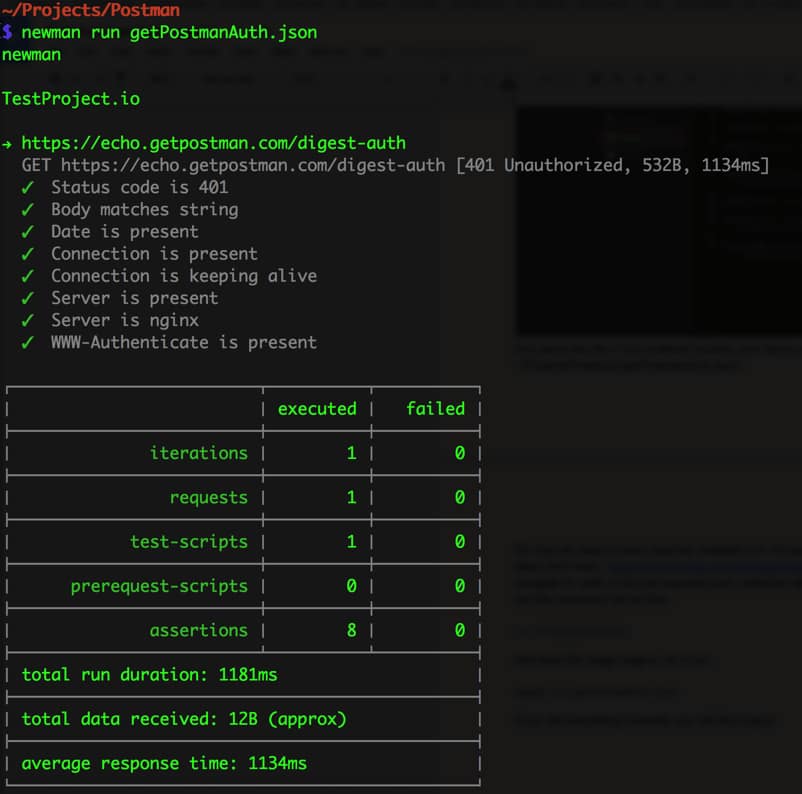 ~/Projects/Postman
$ newman run getPostmanAuth.json
newman
TestProject.io
→ https://echo.getpostman.com/digest-auth
GET https://echo.getpostman.com/digest-auth [401 Unauthorized, 532B, 1134ms]
✓ Status code is 401
✓ Body matches string
✓ Date is present
✓ Connection is present
✓ Connection is keeping alive
✓ Server is present
✓ Server is nginx
✓ WWW-Authenticate is present
executed failed
iterations 1 0
requests 1 0
test-scripts 1 0
prerequest-scripts 0 0
assertions 8 0
total run duration: 1181ms
total data received: 12B (approx)
average response time: 1134ms